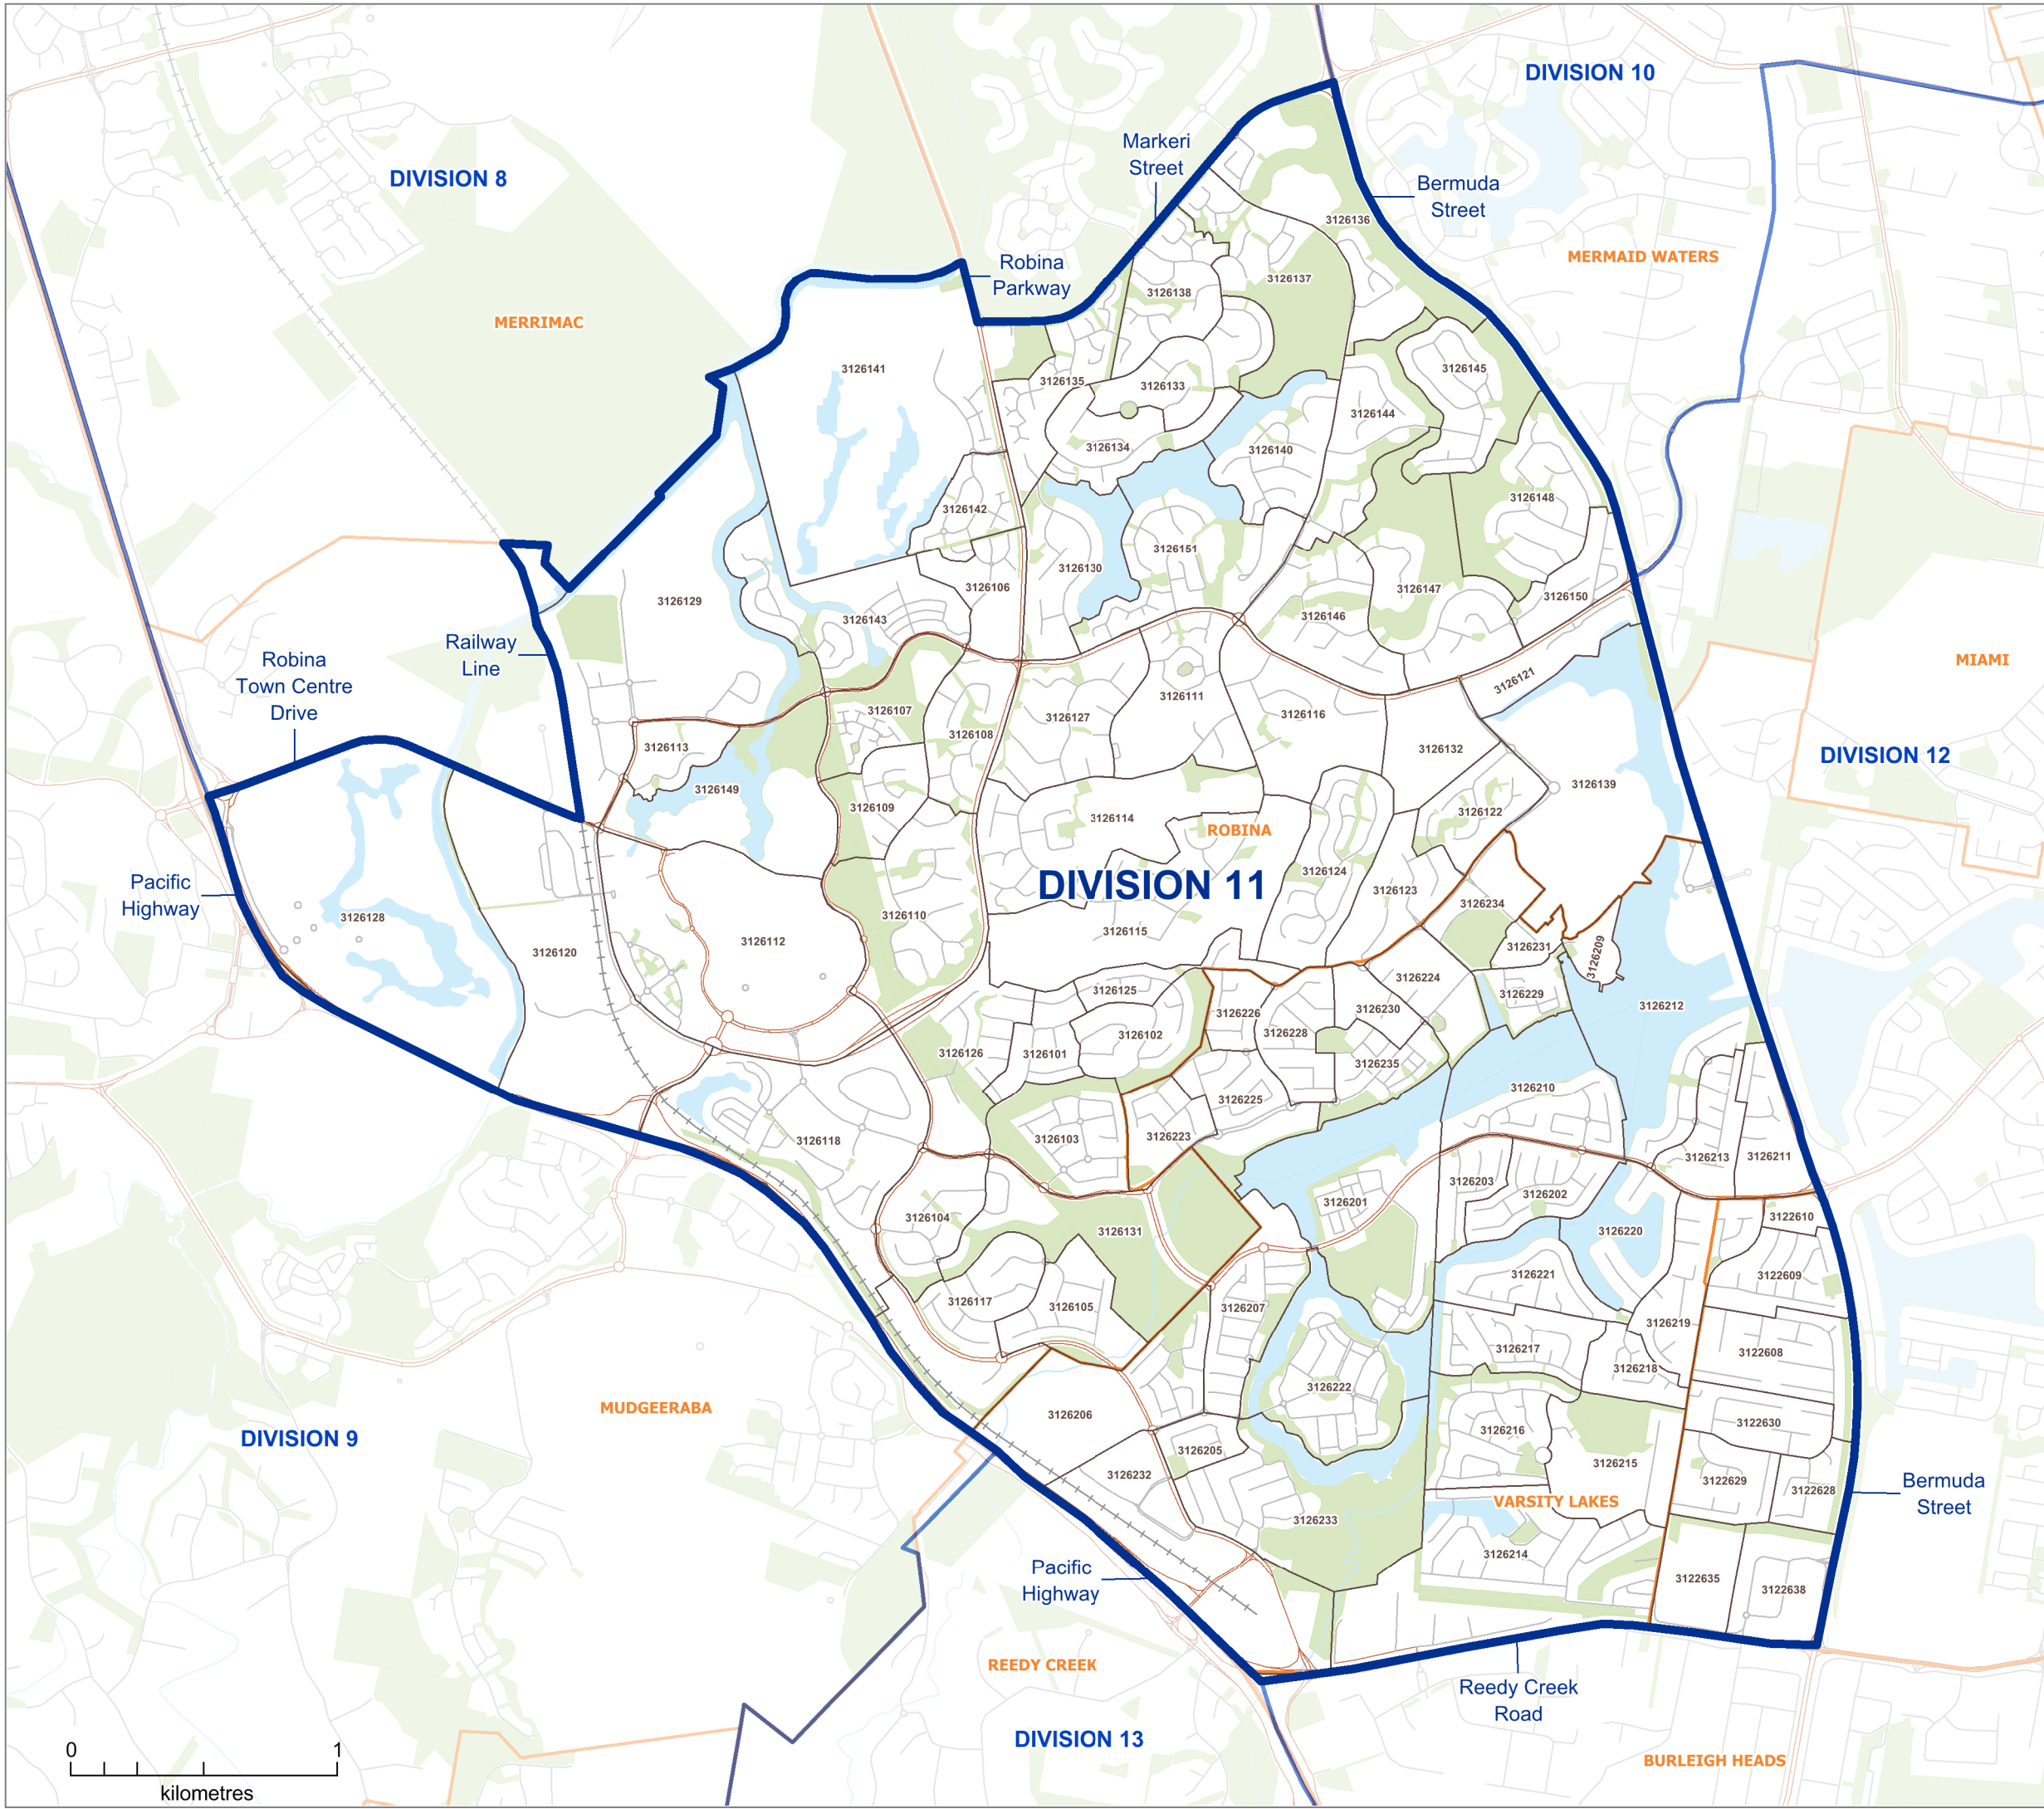 DIVISION 10
Markeri
Street
DIVISION 8
Bermuda
Street
3126136
MERMAID WATERS
Robina
Parkway
3126137
3126138
MERRIMAC
3126141
3126145
3126135
3126133
3126144
3126134
3126140
3126148
3126142
3126151
3126130
3126106
3126147
3126150
3126129
3126146
3126143
Railway
Line
Robina
Town Centre
Drive
MIAMI
3126121
3126111
3126107
3126127
3126116
3126108
3126113
3126132
DIVISION 12
3126149
3126139
3126109
3126122
3126114
ROBINA
DIVISION 11
3126124
Pacific
Highway
3126123
3126234
3126128
3126110
3126115
3126112
3126231
3126120
3126209
3126224
3126125
3126229
3126212
3126226
3126230
3126228
3126102
3126126
3126101
3126235
3126210
3126225
3126118
3126103
3126223
3126213
3126211
3126203
3126202
3126201
3126104
3126131
3126220
3122610
3126221
3122609
3126117
3126105
3126207
3126219
3126217
3122608
3126218
3126222
MUDGEERABA
3126206
3122630
3126216
DIVISION 9
3126205
3126215
3126232
3122629
3122628
VARSITY LAKES
Bermuda
Street
3126233
3126214
Pacific
Highway
3122635
3122638
REEDY CREEK
Reedy Creek
Road
DIVISION 13
BURLEIGH HEADS
0 1
kilometres